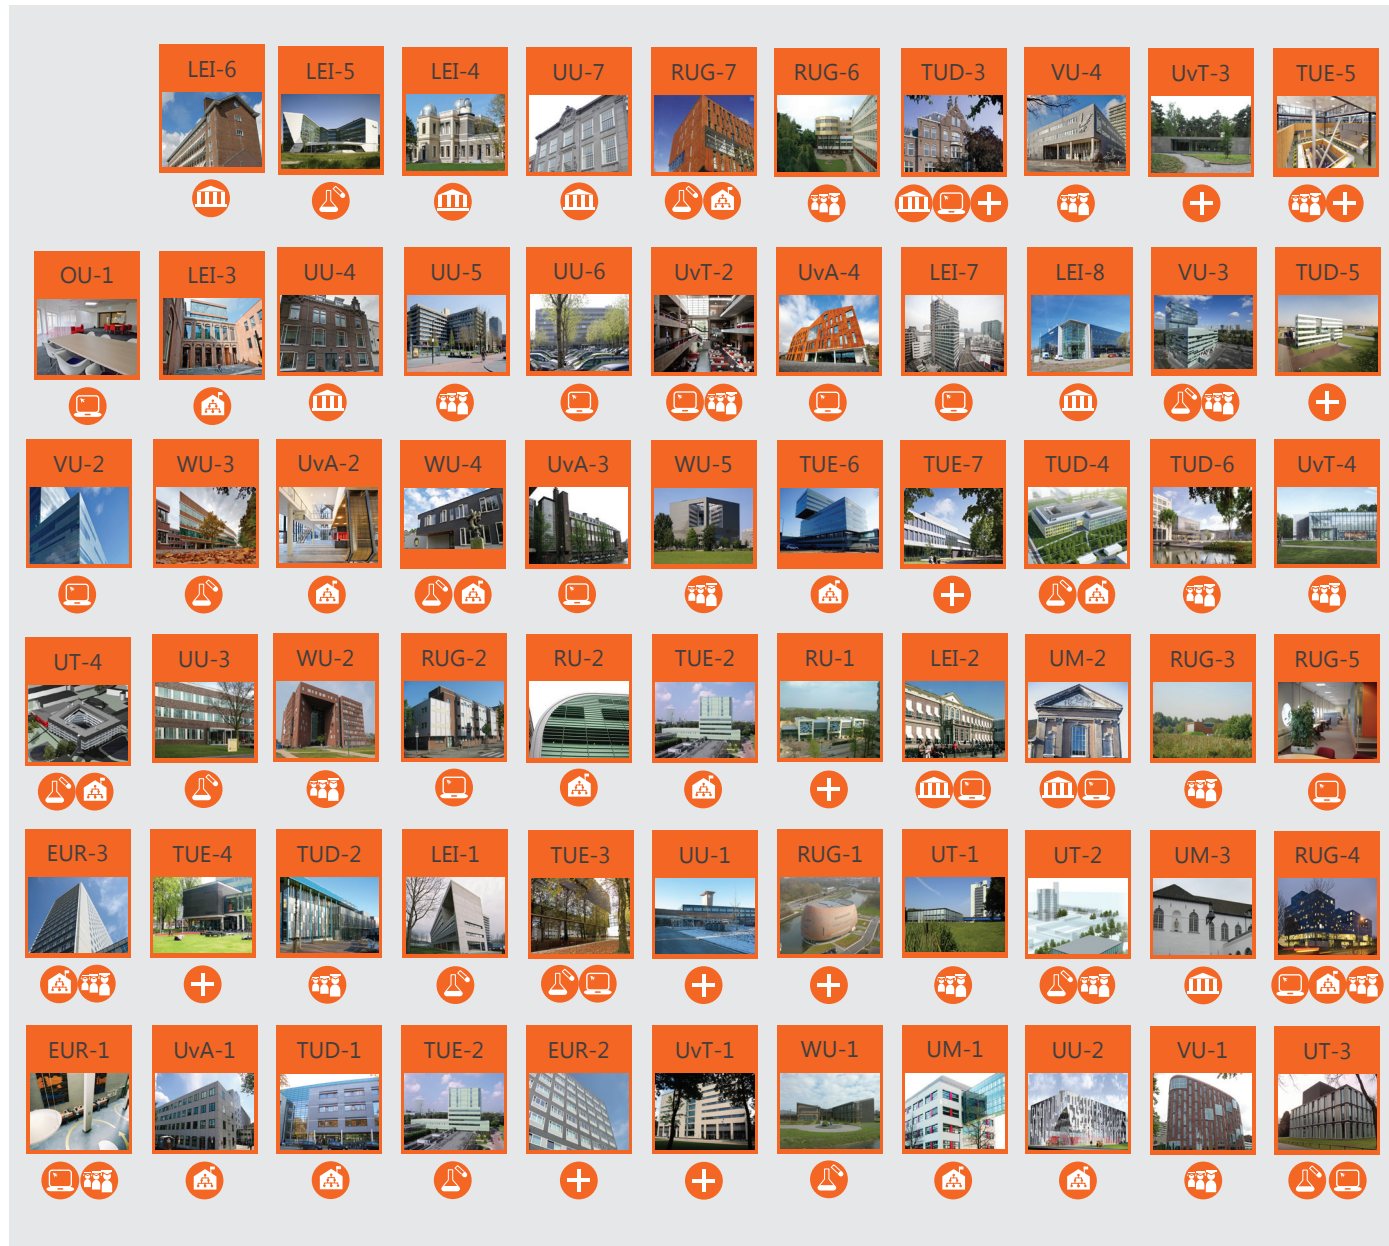 LEI-6 LEI-5 LEI-4 UU-7 RUG-7 RUG-6 TUD-3 VU-4 UvT-3 TUE-5
OU-1 LEI-3 UU-4 UU-5 UU-6 UvT-2 UvA-4 LEI-7 LEI-8 VU-3 TUD-5
VU-2 WU-3 UvA-2 WU-4 UvA-3 WU-5 TUE-6 TUE-7 TUD-4 TUD-6 UvT-4
UT-4 UU-3 WU-2 RUG-2 RU-2 TUE-2 RU-1 LEI-2 UM-2 RUG-3 RUG-5
EUR-3 TUE-4 TUD-2 LEI-1 TUE-3 UU-1 RUG-1 UT-1 UT-2 UM-3 RUG-4
EUR-1 UvA-1 TUD-1 TUE-2 EUR-2 UvT-1 WU-1 UM-1 UU-2 VU-1 UT-3